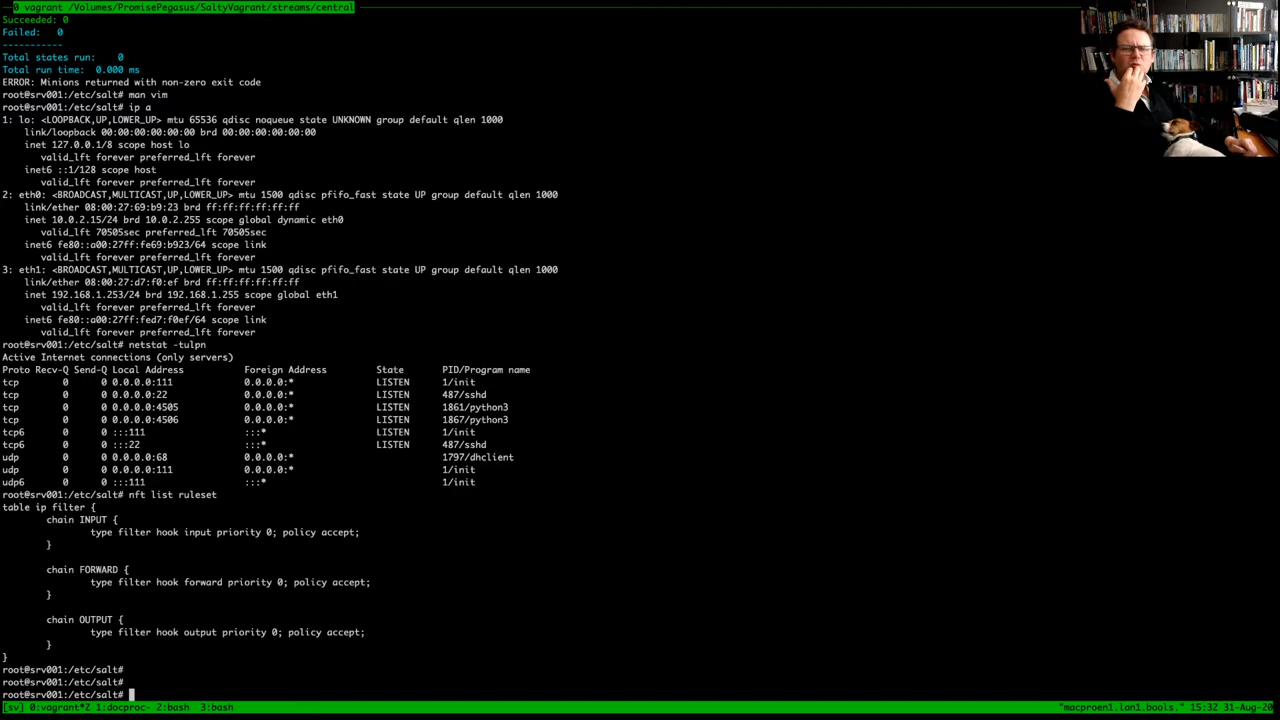 0 vagrant /Volumes/PromisePegasus/SaltyVagrant/streams/central
Succeeded: 0
Failed:   0
-----------
Total states run:    0
Total run time:  0.000 ms
ERROR: Minions returned with non-zero exit code
root@srv001:/etc/salt# man vim
root@srv001:/etc/salt# ip a
1: lo: <LOOPBACK,UP,LOWER_UP> mtu 65536 qdisc noqueue state UNKNOWN group default qlen 1000
    link/loopback 00:00:00:00:00:00 brd 00:00:00:00:00:00
    inet 127.0.0.1/8 scope host lo
       valid_lft forever preferred_lft forever
    inet6 ::1/128 scope host
       valid_lft forever preferred_lft forever
2: eth0: <BROADCAST,MULTICAST,UP,LOWER_UP> mtu 1500 qdisc pfifo_fast state UP group default qlen 1000
    link/ether 08:00:27:69:b9:23 brd ff:ff:ff:ff:ff:ff
    inet 10.0.2.15/24 brd 10.0.2.255 scope global dynamic eth0
       valid_lft 70505sec preferred_lft 70505sec
    inet6 fe80::a00:27ff:fe69:b923/64 scope link
       valid_lft forever preferred_lft forever
3: eth1: <BROADCAST,MULTICAST,UP,LOWER_UP> mtu 1500 qdisc pfifo_fast state UP group default qlen 1000
    link/ether 08:00:27:d7:f0:ef brd ff:ff:ff:ff:ff:ff
    inet 192.168.1.253/24 brd 192.168.1.255 scope global eth1
       valid_lft forever preferred_lft forever
    inet6 fe80::a00:27ff:fed7:f0ef/64 scope link
       valid_lft forever preferred_lft forever
root@srv001:/etc/salt# netstat -tulpn
Active Internet connections (only servers)
Proto Recv-Q Send-Q Local Address           Foreign Address         State       PID/Program name
tcp        0      0 0.0.0.0:111             0.0.0.0:*               LISTEN      1/init
tcp        0      0 0.0.0.0:22              0.0.0.0:*               LISTEN      487/sshd
tcp        0      0 0.0.0.0:4505            0.0.0.0:*               LISTEN      1861/python3
tcp        0      0 0.0.0.0:4506            0.0.0.0:*               LISTEN      1867/python3
tcp6       0      0 :::111                  :::*                    LISTEN      1/init
tcp6       0      0 :::22                   :::*                    LISTEN      487/sshd
udp        0      0 0.0.0.0:68              0.0.0.0:*                           1797/dhclient
udp        0      0 0.0.0.0:111             0.0.0.0:*                           1/init
udp6       0      0 :::111                  :::*                                1/init
root@srv001:/etc/salt# nft list ruleset
table ip filter {
        chain INPUT {
                type filter hook input priority 0; policy accept;
        }
        chain FORWARD {
                type filter hook forward priority 0; policy accept;
        }
        chain OUTPUT {
                type filter hook output priority 0; policy accept;
        }
}
root@srv001:/etc/salt#
root@srv001:/etc/salt#
root@srv001:/etc/salt#
[sv] 0:vagrant*Z 1:docproc- 2:bash  3:bash "macproen1.lan1.bools." 15:32 31-Aug-20